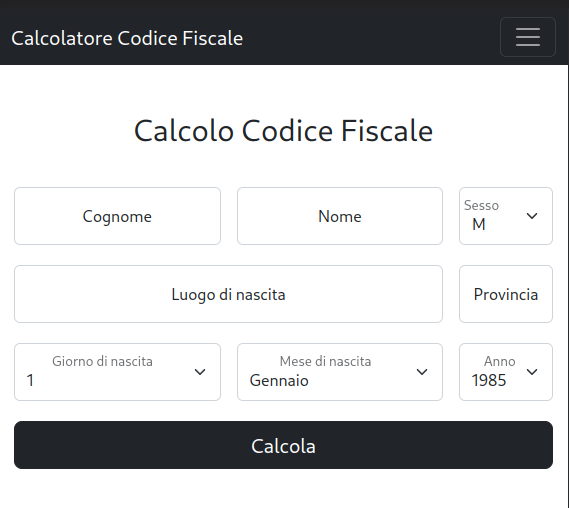 Calcolatore Codice Fiscale
Calcolo Codice Fiscale
Cognome
Nome
Sesso
M
Luogo di nascita
Provincia
Giorno di nascita
1
Mese di nascita
Gennaio
Anno
1985
Calcola